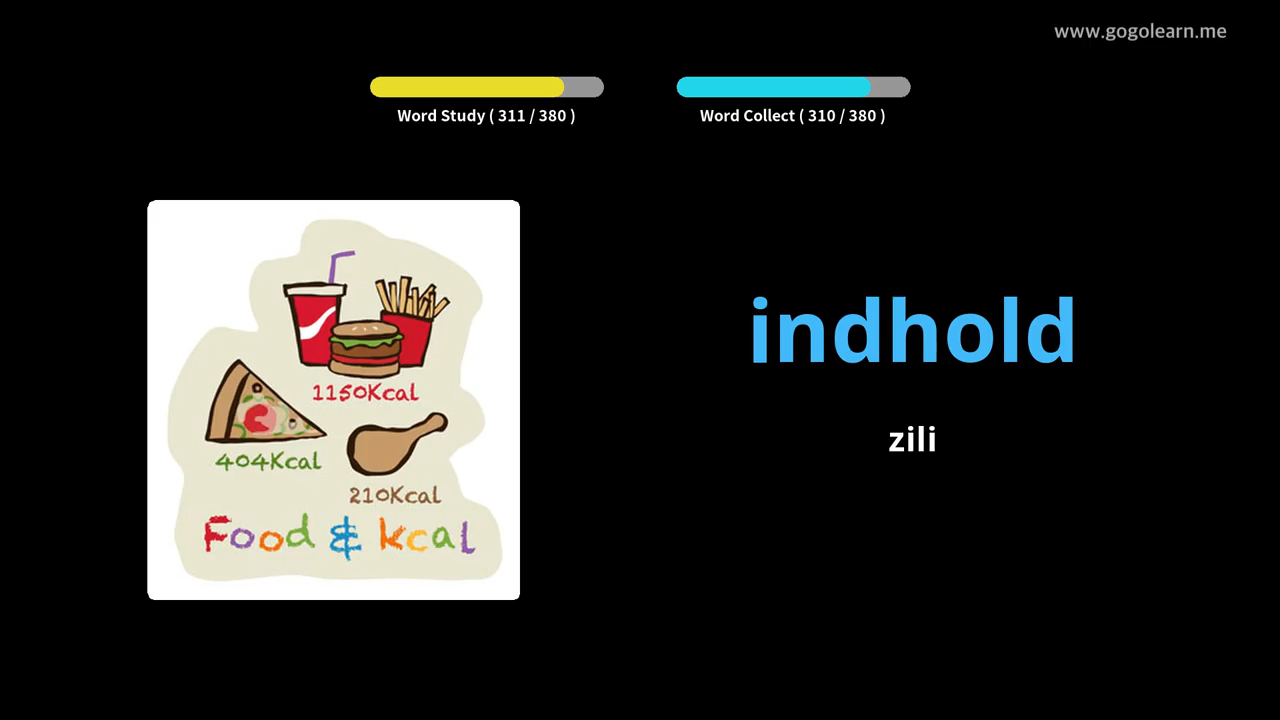 www.gogolearn.me
Word Study ( 311 / 380 )
Word Collect ( 310 / 380 )
1150Kcal
404Kcal
210Kcal
Food & kcal
indhold
zili